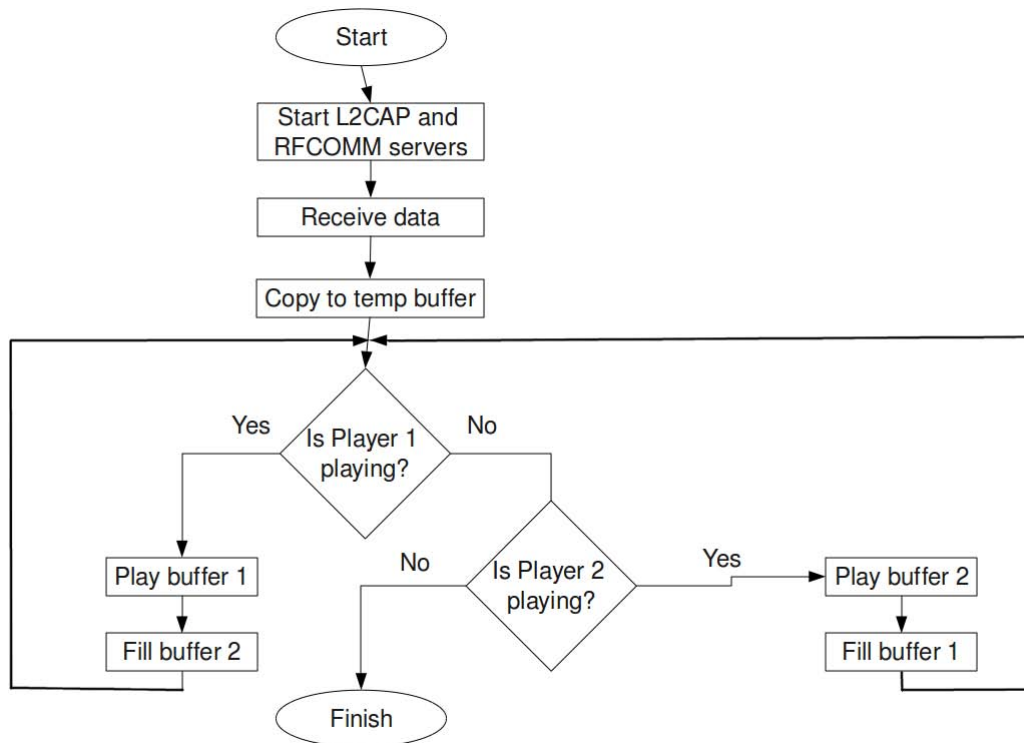 Start
Start L2CAP and
RFCOMM servers
Receive data
Copy to temp buffer
Yes
No
Is Player 1
playing?
No
Yes
Is Player 2
playing?
Play buffer 1
Play buffer 2
Fill buffer 2
Fill buffer 1
Finish